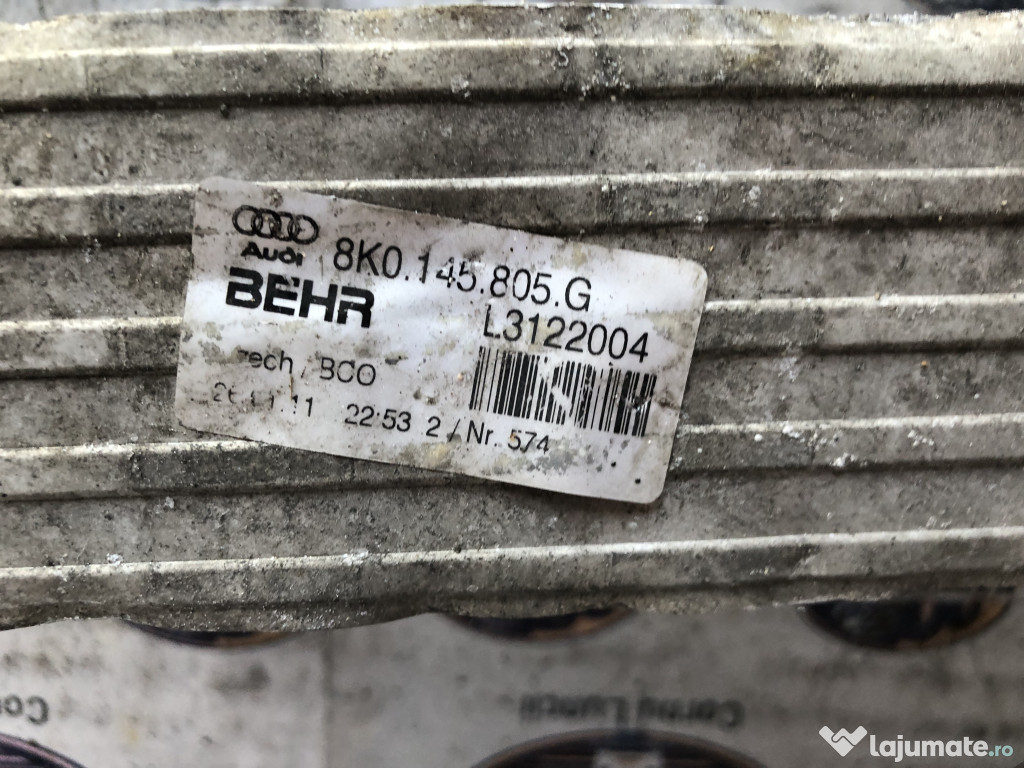 Audi 8K0.145.805.G
BEHR L3122004
BCO
22:53 2 / Nr. 574
lajumate.ro